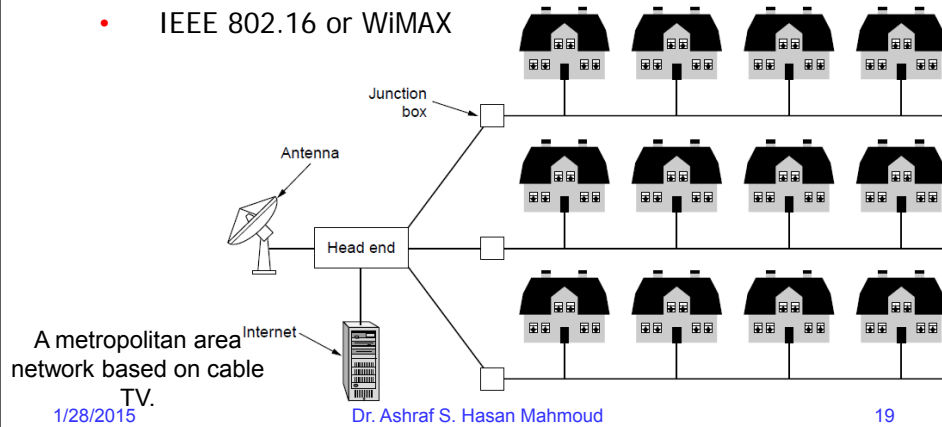 • IEEE 802.16 or WiMAX
Junction
box
Antenna
Head end
Internet
A metropolitan area
network based on cable
TV.
1/28/2015 Dr. Ashraf S. Hasan Mahmoud 19